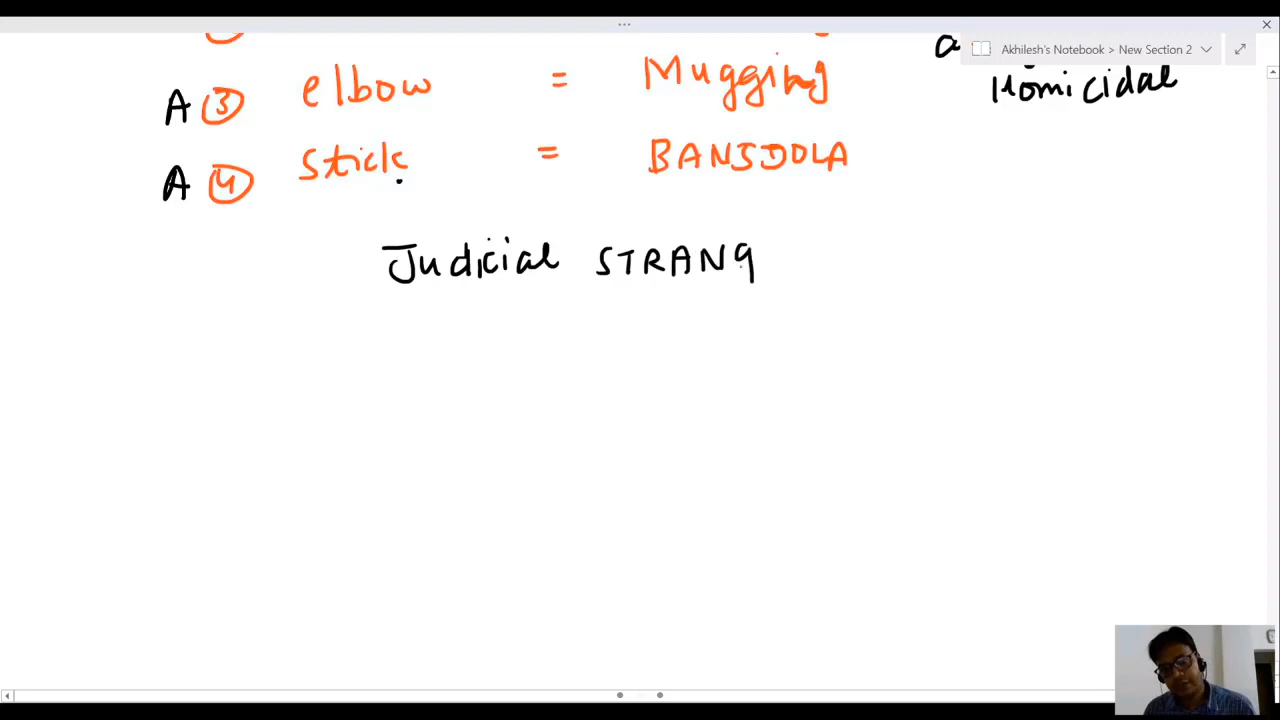 Akhilesh's Notebook > New Section 2
A ③ elbow = Mugging
Homicidal
A ④ Stick = BANSDOLA
Judicial STRANG